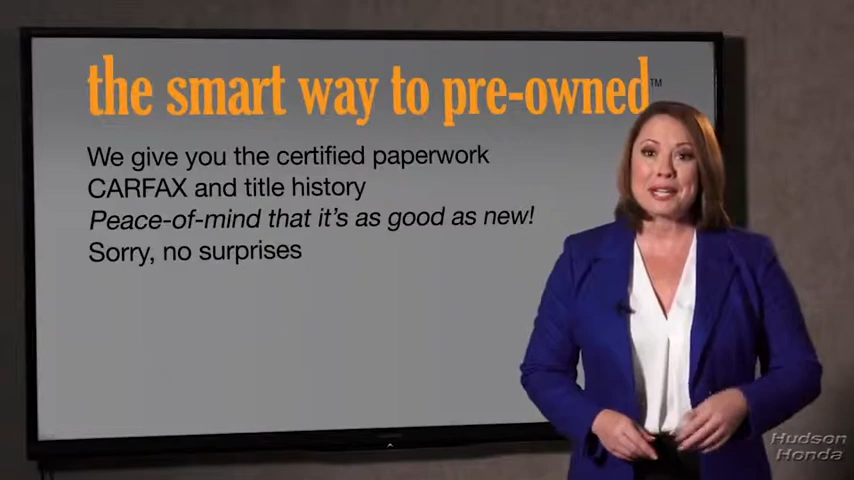 the smart way to pre-owned™
We give you the certified paperwork
CARFAX and title history
Peace-of-mind that it's as good as new!
Sorry, no surprises
Hudson
Honda